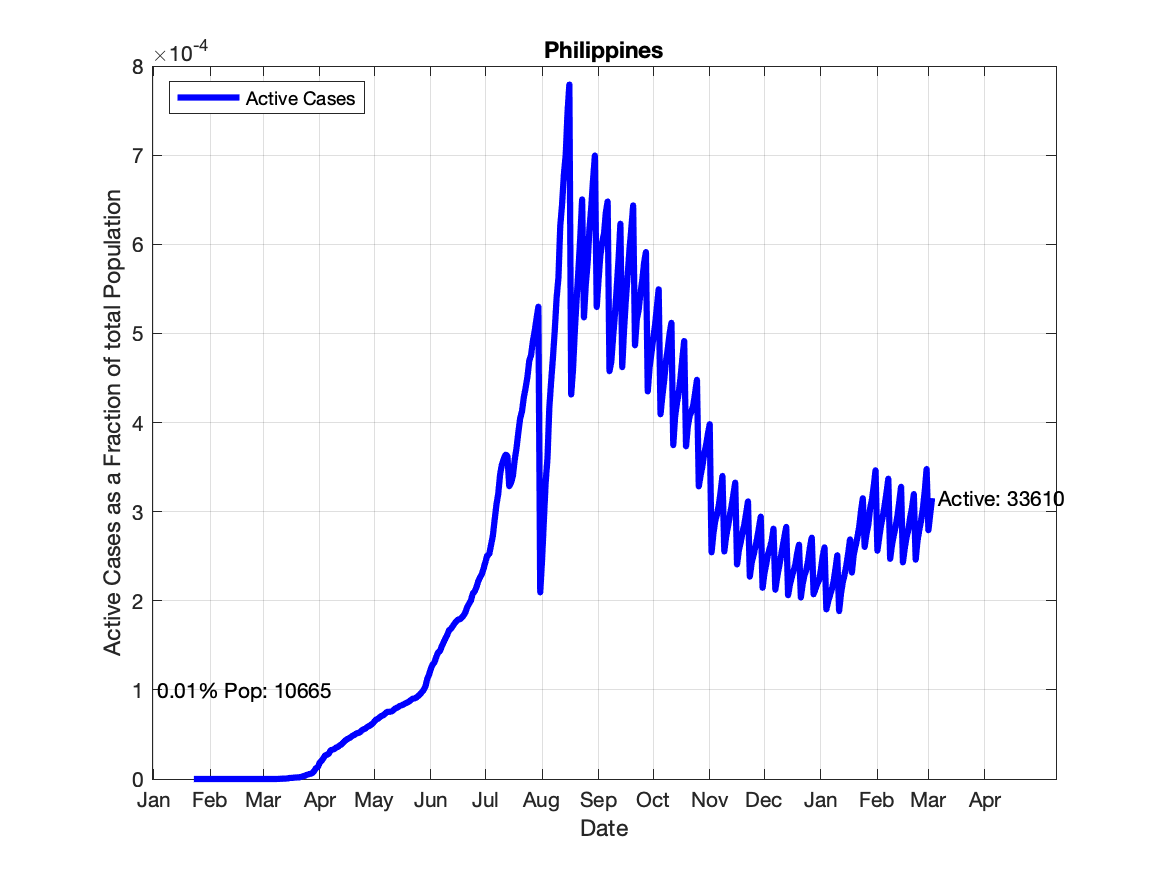 Philippines
×10-4
Active Cases
8
7
6
5
4
3
2
1
0
Active Cases as a Fraction of total Population
Active: 33610
0.01% Pop: 10665
Jan Feb Mar Apr May Jun Jul Aug Sep Oct Nov Dec Jan Feb Mar Apr
Date